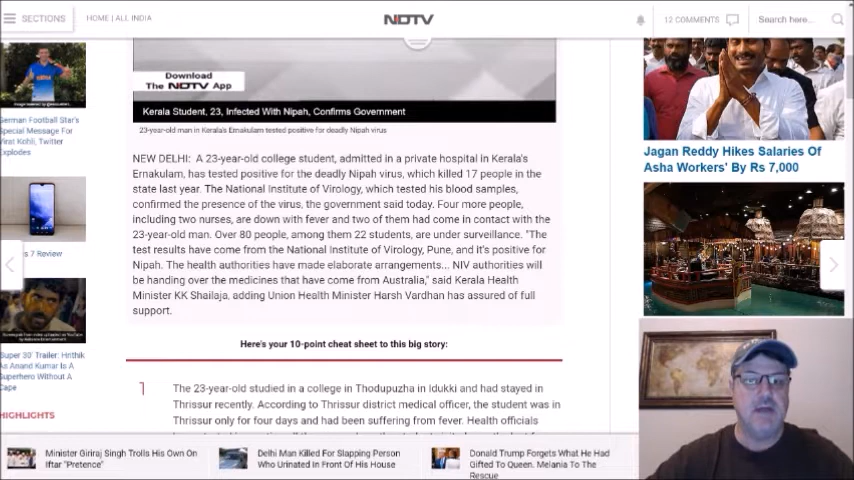 SECTIONS
HOME | ALL INDIA
NDTV
12 COMMENTS
Search here...
Download
The NDTV App
Kerala Student, 23, Infected With Nipah, Confirms Government
23-year-old man in Kerala's Ernakulam tested positive for deadly Nipah virus
NEW DELHI: A 23-year-old college student, admitted in a private hospital in Kerala's
Ernakulam, has tested positive for the deadly Nipah virus, which killed 17 people in the
state last year. The National Institute of Virology, which tested his blood samples,
confirmed the presence of the virus, the government said today. Four more people,
including two nurses, are down with fever and two of them had come in contact with the
23-year-old man. Over 80 people, among them 22 students, are under surveillance. "The
test results have come from the National Institute of Virology, Pune, and it's positive for
Nipah. The health authorities have made elaborate arrangements... NIV authorities will
be handing over the medicines that have come from Australia," said Kerala Health
Minister KK Shailaja, adding Union Health Minister Harsh Vardhan has assured of full
support.
Here's your 10-point cheat sheet to this big story:
1
The 23-year-old studied in a college in Thodupuzha in Idukki and had stayed in
Thrissur recently. According to Thrissur district medical officer, the student was in
Thrissur only for four days and had been suffering from fever. Health officials
German Football Star's
Special Message For
Virat Kohli, Twitter
Explodes
s 7 Review
Super 30' Trailer: Hrithik
As Anand Kumar Is A
Superhero Without A
Cape
HIGHLIGHTS
Jagan Reddy Hikes Salaries Of
Asha Workers' By Rs 7,000
Minister Giriraj Singh Trolls His Own On
Iftar "Pretence"
Delhi Man Killed For Slapping Person
Who Urinated In Front Of His House
Donald Trump Forgets What He Had
Gifted To Queen. Melania To The
Rescue